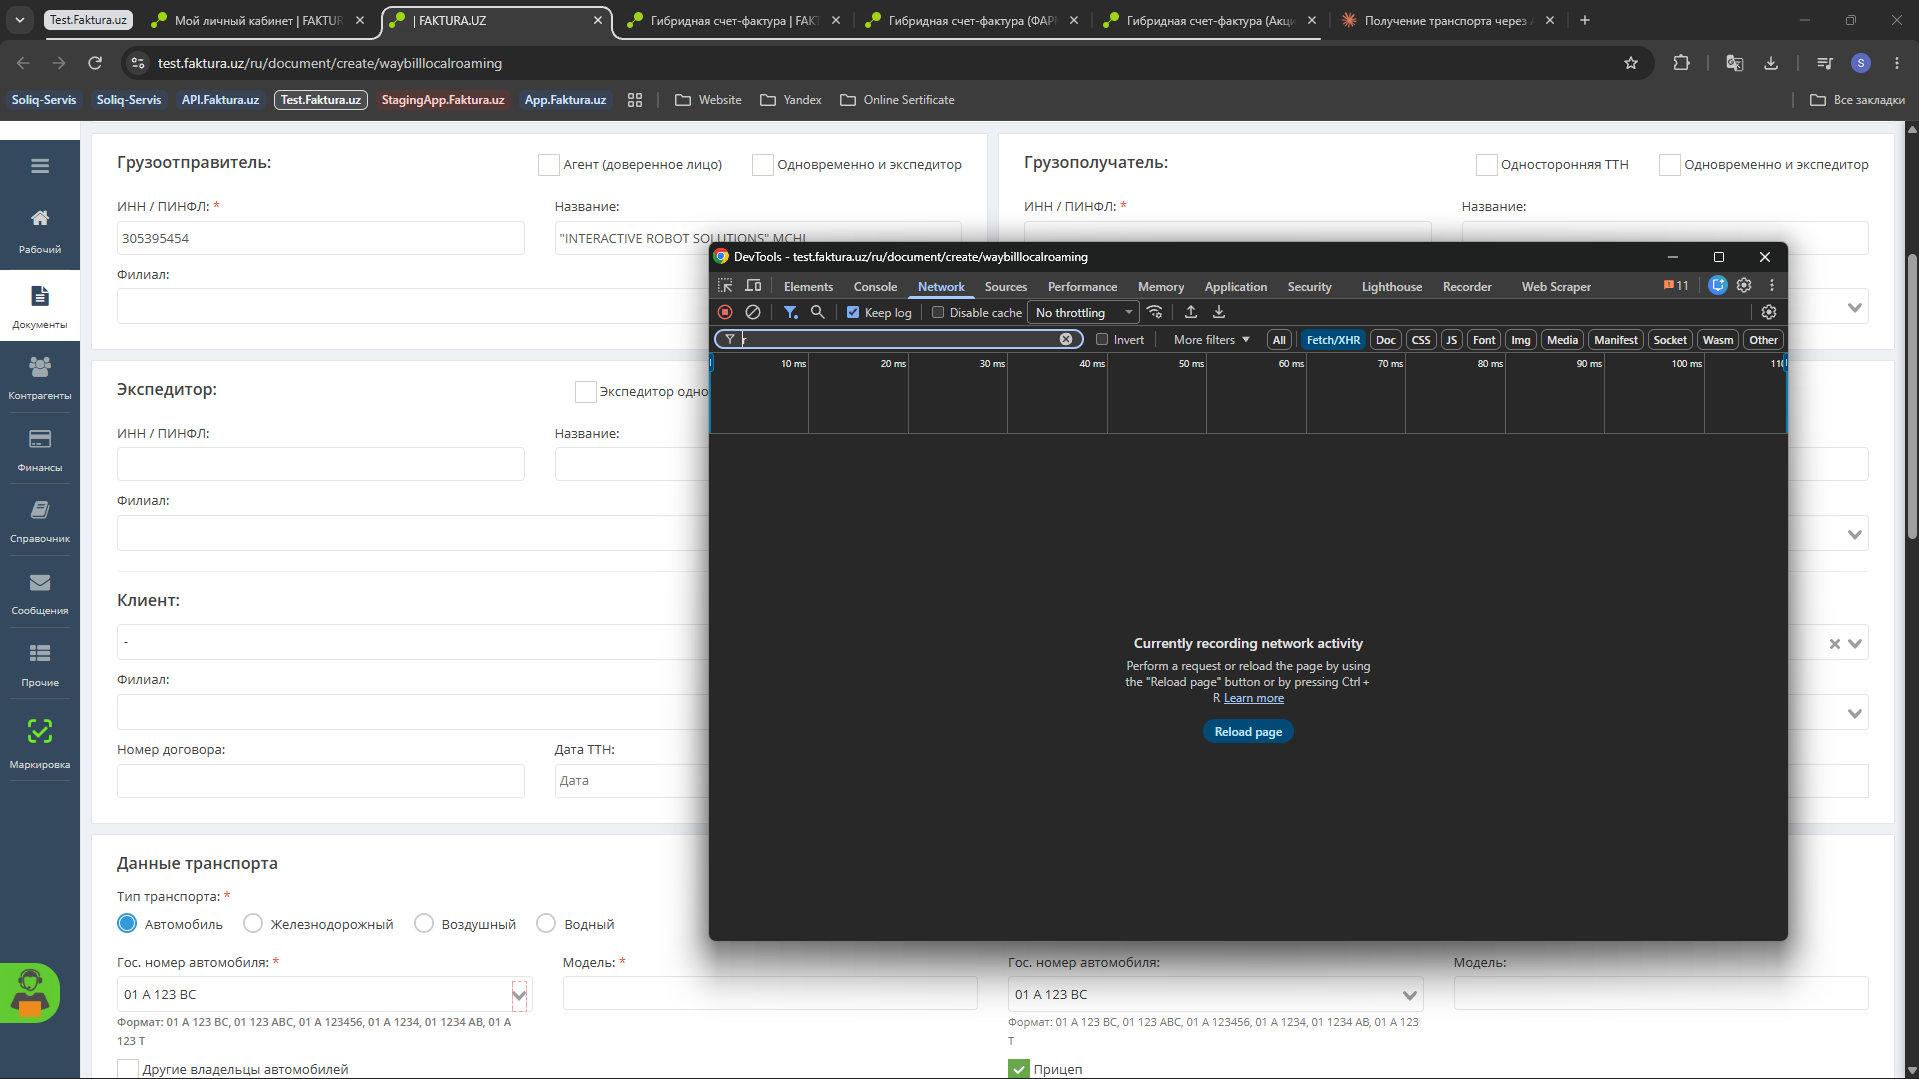 Test.Faktura.uz
Мой личный кабинет | FAKTUR
| FAKTURA.UZ
Гибридная счет-фактура | FAKT
Гибридная счет-фактура (ФАР
Гибридная счет-фактура (Акци
Получение транспорта через
test.faktura.uz/ru/document/create/waybilllocalroaming
S
Soliq-Servis
Soliq-Servis
API.Faktura.uz
Test.Faktura.uz
StagingApp.Faktura.uz
App.Faktura.uz
Website
Yandex
Online Sertificate
Все закладки
Рабочий
Документы
Контрагенты
Финансы
Справочник
Сообщения
Прочие
Маркировка
Грузоотправитель:
Агент (доверенное лицо)
Одновременно и экспедитор
ИНН / ПИНФЛ: *
Название:
305395454
"INTERACTIVE ROBOT SOLUTIONS" MCHJ
Филиал:
Грузополучатель:
Односторонняя ТТН
Одновременно и экспедитор
ИНН / ПИНФЛ: *
Название:
Экспедитор:
Экспедитор одно
ИНН / ПИНФЛ:
Название:
Филиал:
Клиент:
-
Филиал:
Номер договора:
Дата ТТН:
Дата
DevTools - test.faktura.uz/ru/document/create/waybilllocalroaming
Elements
Console
Network
Sources
Performance
Memory
Application
Security
Lighthouse
Recorder
Web Scraper
11
Keep log
Disable cache
No throttling
r
Invert
More filters
All
Fetch/XHR
Doc
CSS
JS
Font
Img
Media
Manifest
Socket
Wasm
Other
10 ms
20 ms
30 ms
40 ms
50 ms
60 ms
70 ms
80 ms
90 ms
100 ms
110
Currently recording network activity
Perform a request or reload the page by using
the "Reload page" button or by pressing Ctrl +
R Learn more
Reload page
Данные транспорта
Тип транспорта: *
Автомобиль
Железнодорожный
Воздушный
Водный
Гос. номер автомобиля: *
Модель: *
01 A 123 BC
Формат: 01 A 123 BC, 01 123 ABC, 01 A 123456, 01 A 1234, 01 1234 AB, 01 A
123 T
Другие владельцы автомобилей
Гос. номер автомобиля:
Модель:
01 A 123 BC
Формат: 01 A 123 BC, 01 123 ABC, 01 A 123456, 01 A 1234, 01 1234 AB, 01 A 123
T
Прицеп